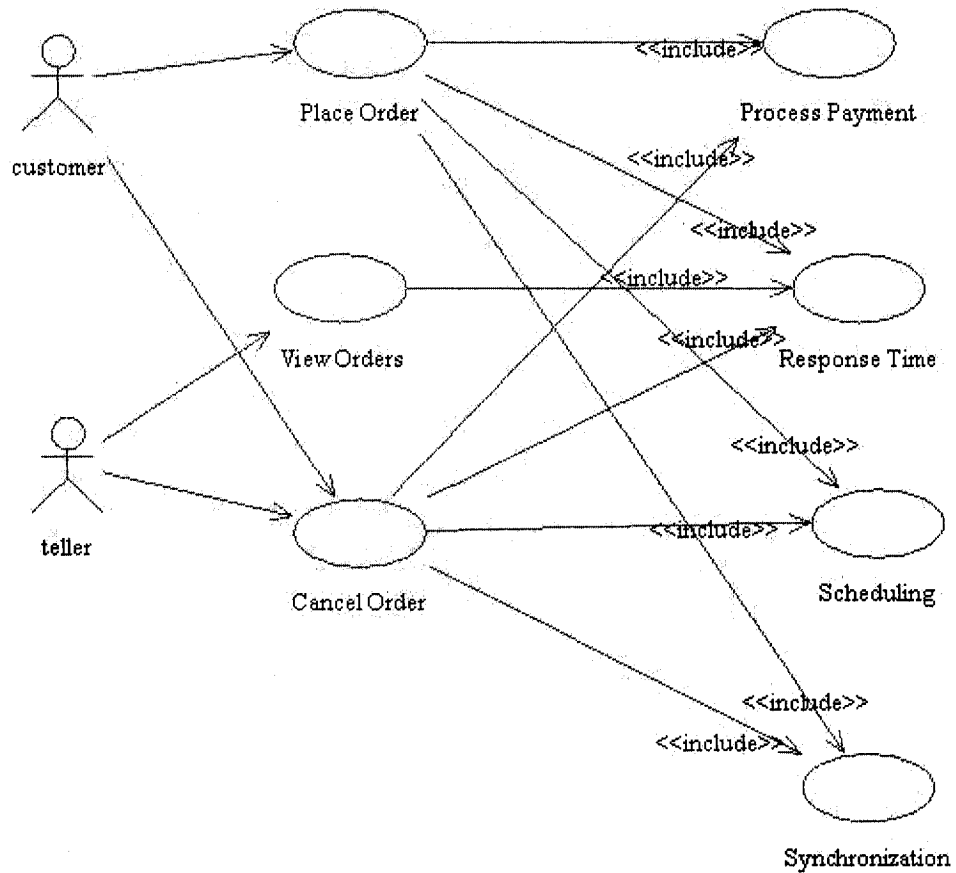 <<include>>
Place Order
Process Payment
customer
<<include>>
<<include>>
<<include>>
View Orders
<<include>>
Response Time
<<include>>
teller
<<include>>
Cancel Order
Scheduling
<<include>>
<<include>>
Synchronization